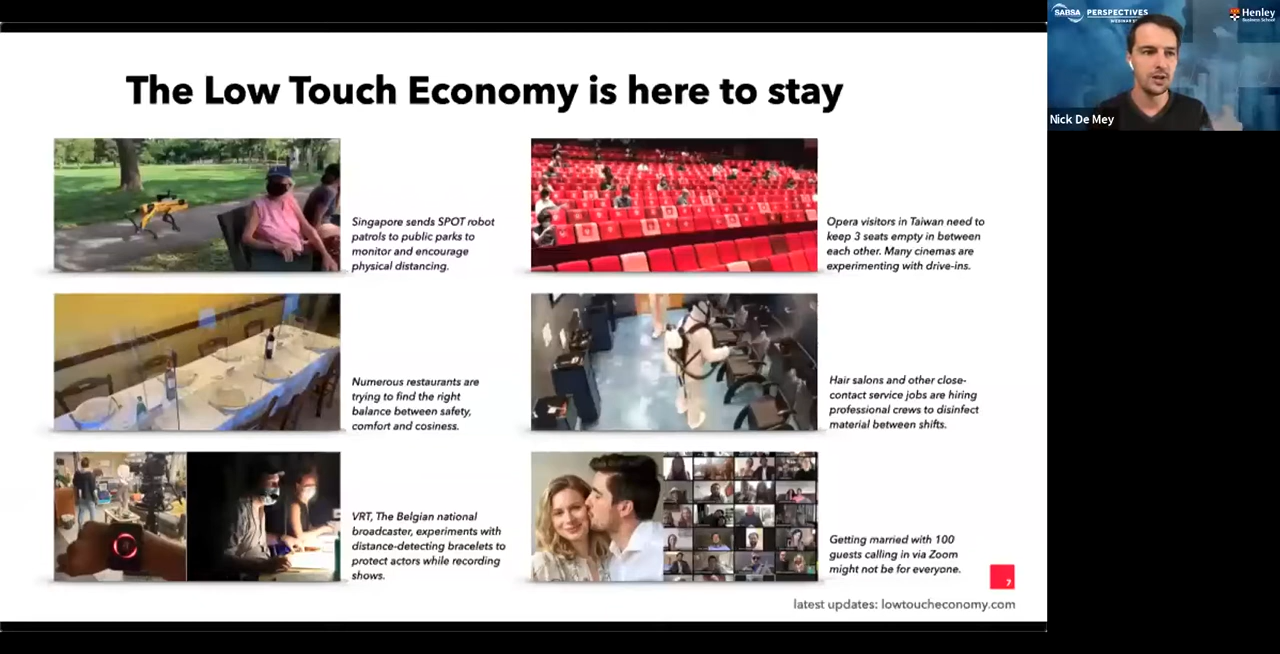 The Low Touch Economy is here to stay
Singapore sends SPOT robot
patrols to public parks to
monitor and encourage
physical distancing.
Opera visitors in Taiwan need to
keep 3 seats empty in between
each other. Many cinemas are
experimenting with drive-ins.
Numerous restaurants are
trying to find the right
balance between safety,
comfort and cosiness.
Hair salons and other close-
contact service jobs are hiring
professional crews to disinfect
material between shifts.
VRT, The Belgian national
broadcaster, experiments with
distance-detecting bracelets to
protect actors while recording
shows.
Getting married with 100
guests calling in via Zoom
might not be for everyone.
7
latest updates: lowtoucheconomy.com
SABSA PERSPECTIVES
Henley
Business School
Nick De Mey